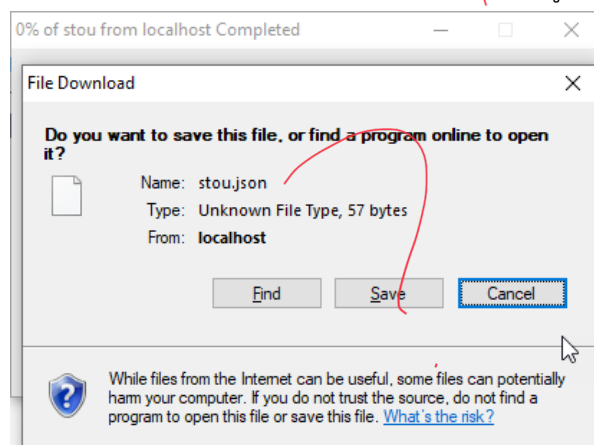 0% of stou from localhost Completed
File Download
Do you want to save this file, or find a program online to open
it?
Name: stou.json
Type: Unknown File Type, 57 bytes
From: localhost
Find Save Cancel
While files from the Internet can be useful, some files can potentially
harm your computer. If you do not trust the source, do not find a
program to open this file or save this file. What's the risk?